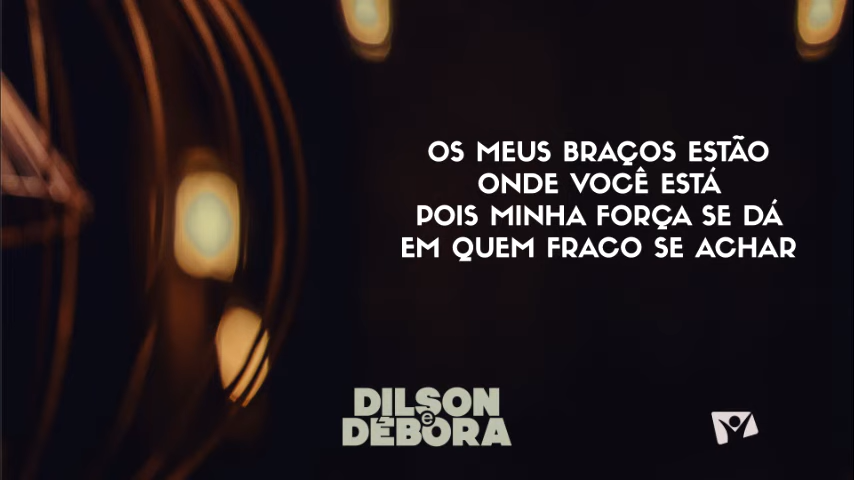 OS MEUS BRAÇOS ESTÃO
ONDE VOCÊ ESTÁ
POIS MINHA FORÇA SE DÁ
EM QUEM FRACO SE ACHAR
DILSON
e
DÉBORA